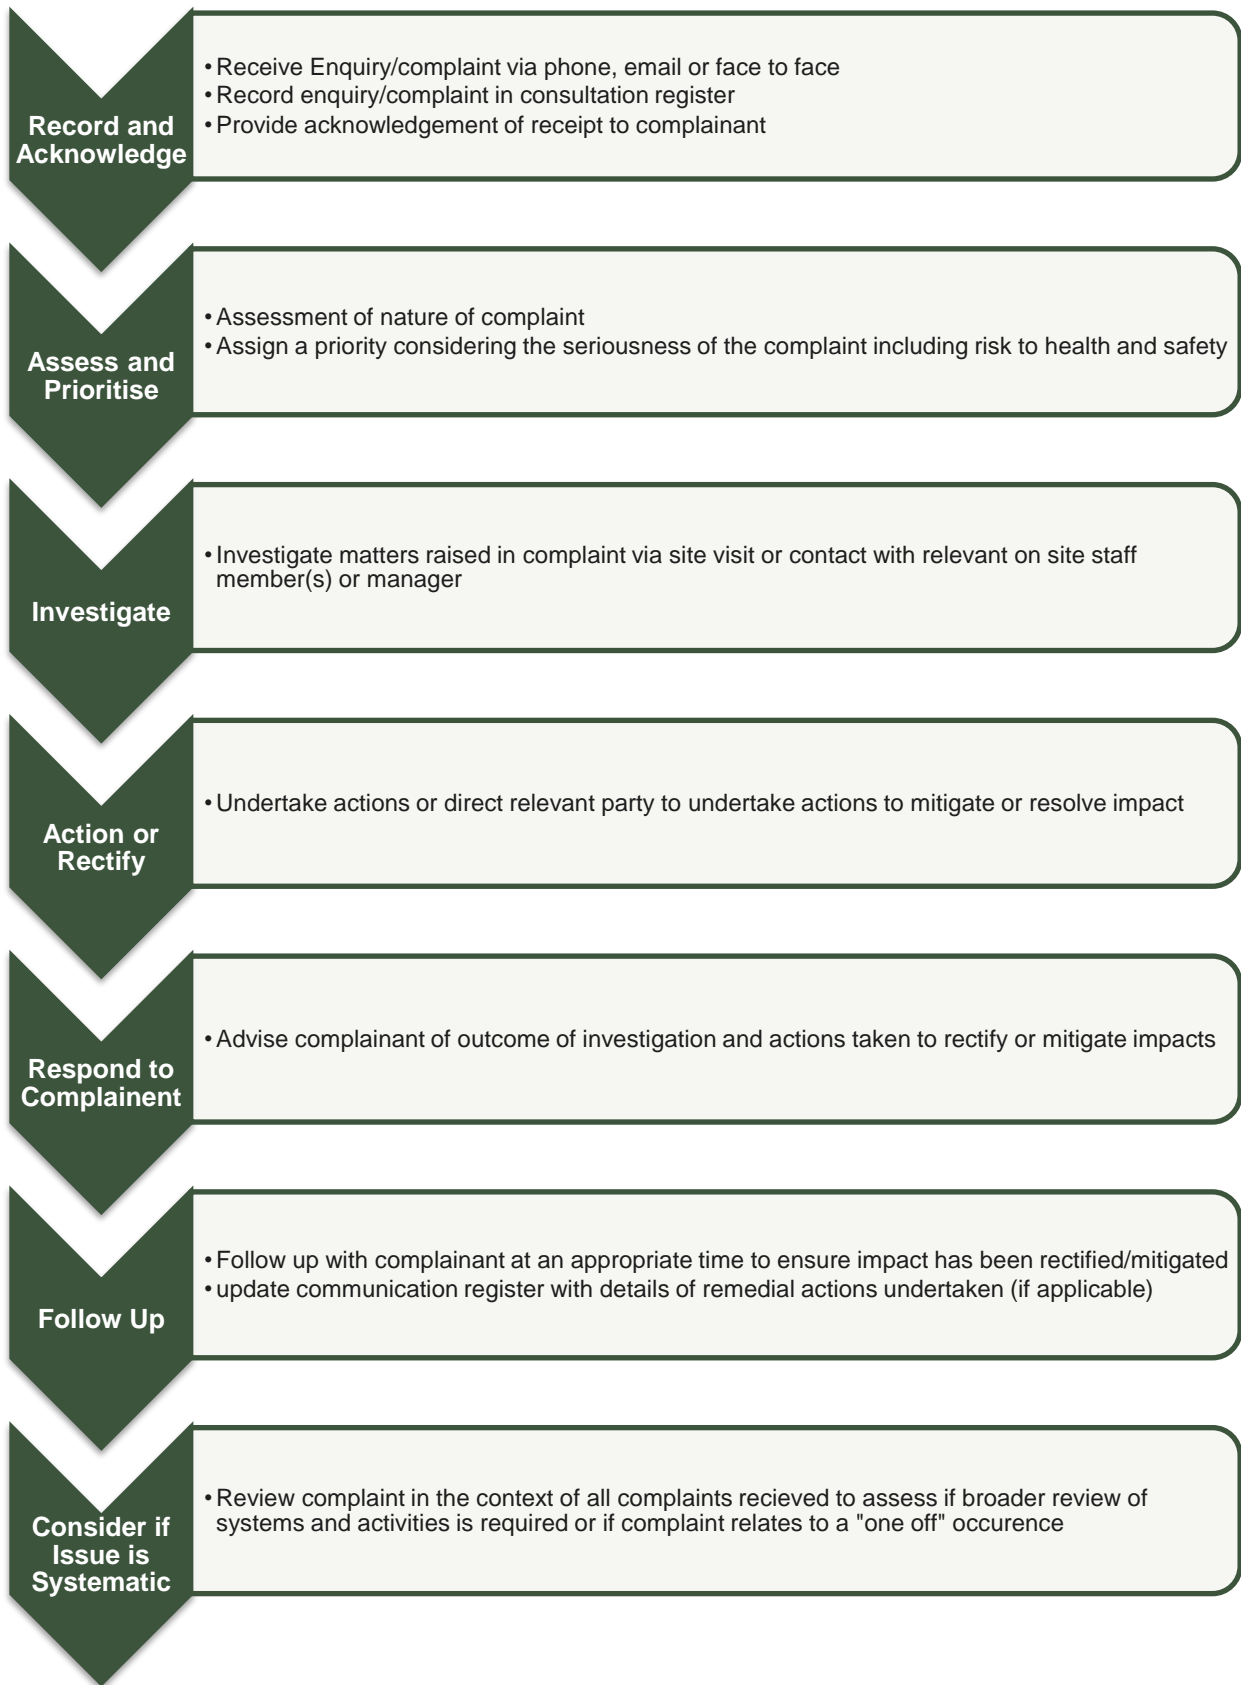 Record and
Acknowledge
• Receive Enquiry/complaint via phone, email or face to face
• Record enquiry/complaint in consultation register
• Provide acknowledgement of receipt to complainant
Assess and
Prioritise
• Assessment of nature of complaint
• Assign a priority considering the seriousness of the complaint including risk to health and safety
Investigate
• Investigate matters raised in complaint via site visit or contact with relevant on site staff
member(s) or manager
Action or
Rectify
• Undertake actions or direct relevant party to undertake actions to mitigate or resolve impact
Respond to
Complainent
• Advise complainant of outcome of investigation and actions taken to rectify or mitigate impacts
Follow Up
• Follow up with complainant at an appropriate time to ensure impact has been rectified/mitigated
• update communication register with details of remedial actions undertaken (if applicable)
Consider if
Issue is
Systematic
• Review complaint in the context of all complaints recieved to assess if broader review of
systems and activities is required or if complaint relates to a "one off" occurence